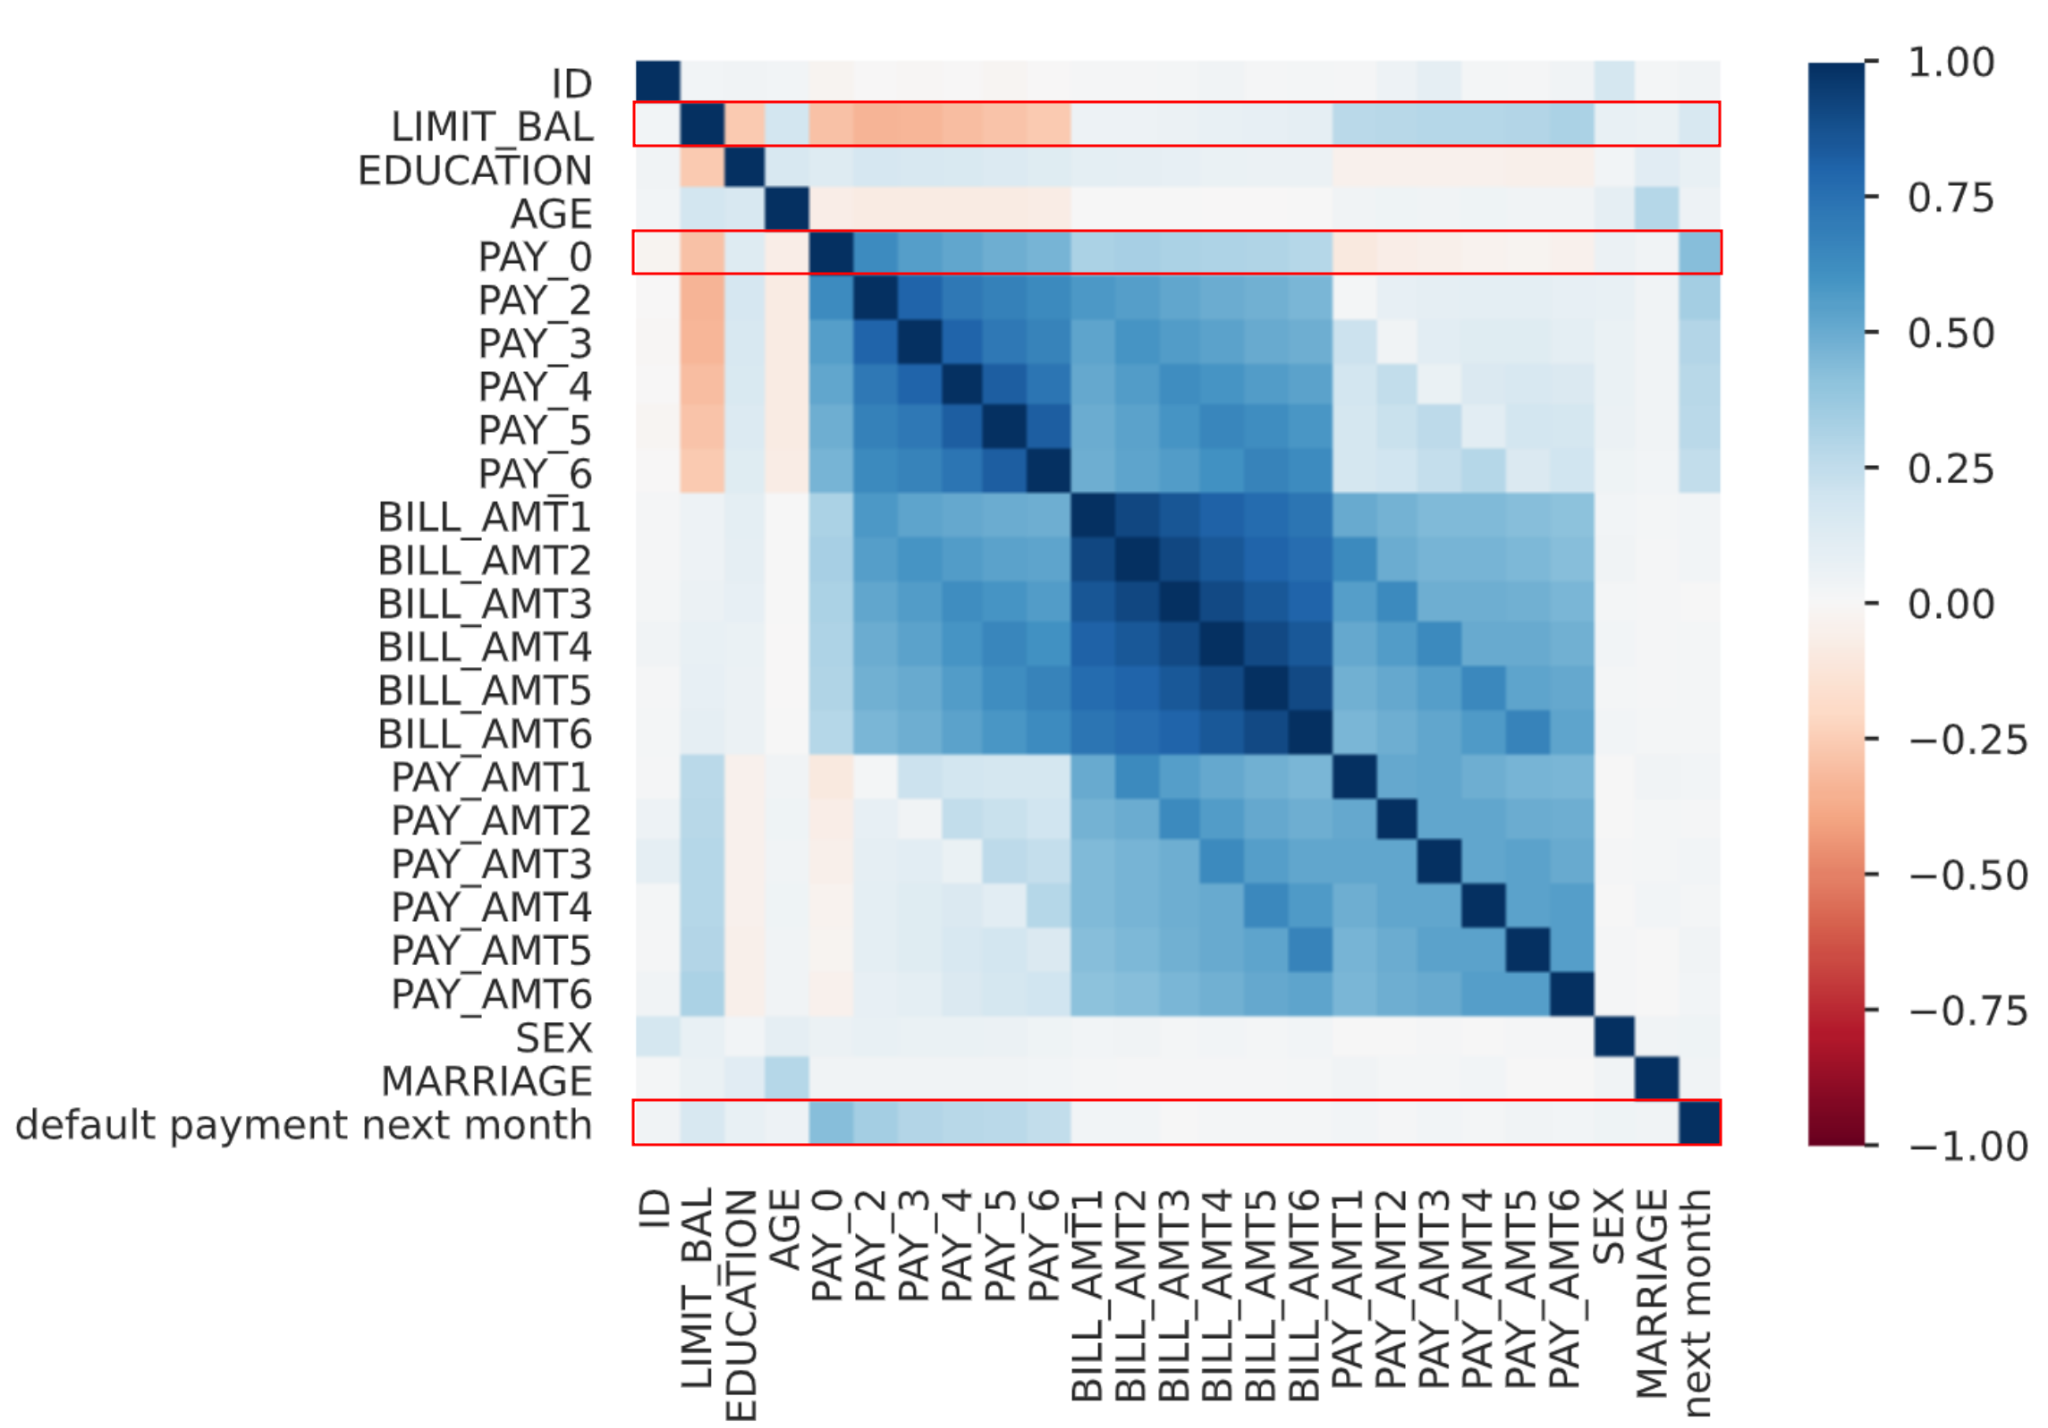 ID
LIMIT_BAL
EDUCATION
AGE
PAY_0
PAY_2
PAY_3
PAY_4
PAY_5
PAY_6
BILL_AMT1
BILL_AMT2
BILL_AMT3
BILL_AMT4
BILL_AMT5
BILL_AMT6
PAY_AMT1
PAY_AMT2
PAY_AMT3
PAY_AMT4
PAY_AMT5
PAY_AMT6
SEX
MARRIAGE
default payment next month
ID
LIMIT_BAL
EDUCATION
AGE
PAY_0
PAY_2
PAY_3
PAY_4
PAY_5
PAY_6
BILL_AMT1
BILL_AMT2
BILL_AMT3
BILL_AMT4
BILL_AMT5
BILL_AMT6
PAY_AMT1
PAY_AMT2
PAY_AMT3
PAY_AMT4
PAY_AMT5
PAY_AMT6
SEX
MARRIAGE
next month
1.00
0.75
0.50
0.25
0.00
−0.25
−0.50
−0.75
−1.00